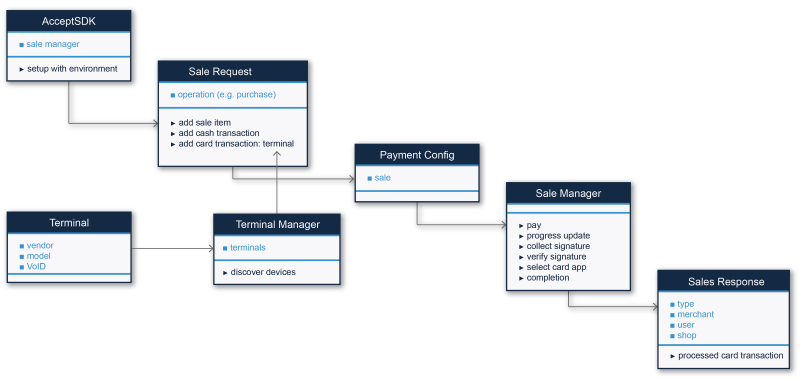 AcceptSDK
sale manager
setup with environment
Sale Request
operation (e.g. purchase)
add sale item
add cash transaction
add card transaction: terminal
Payment Config
sale
Sale Manager
pay
progress update
collect signature
verify signature
select card app
completion
Terminal
vendor
model
VoID
Terminal Manager
terminals
discover devices
Sales Response
type
merchant
user
shop
processed card transaction